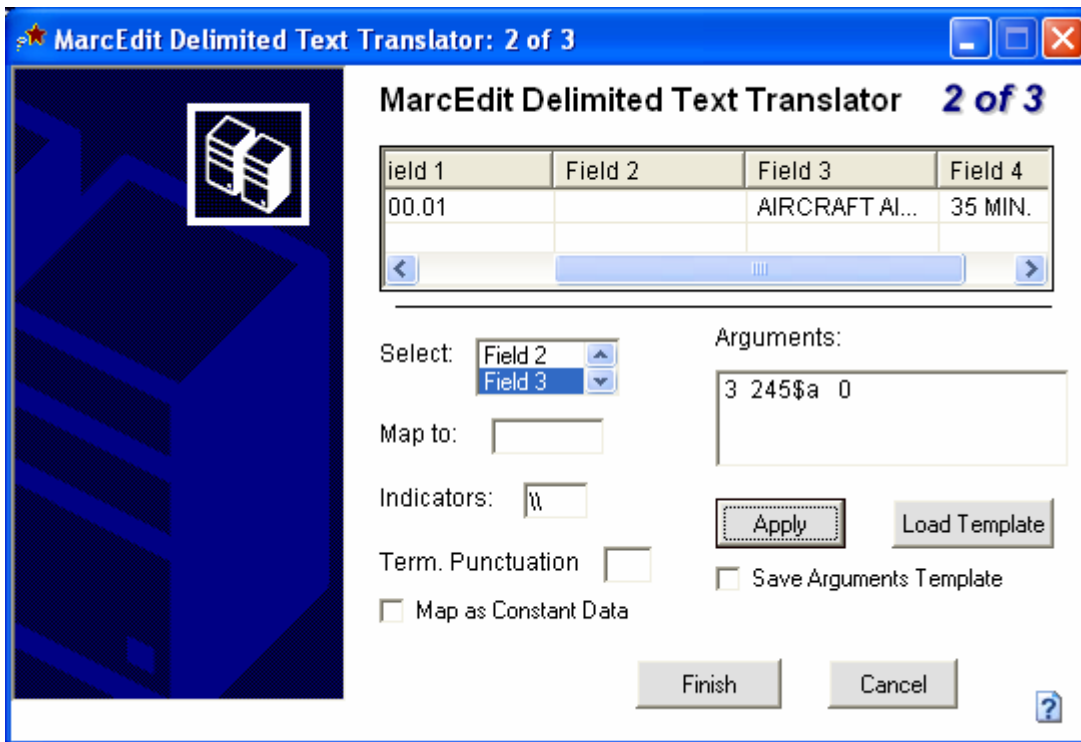 MarcEdit Delimited Text Translator: 2 of 3
MarcEdit Delimited Text Translator 2 of 3
ield 1 Field 2 Field 3 Field 4
00.01 AIRCRAFT AI... 35 MIN.
Select: Field 2
Field 3
Arguments:
3 245$a 0
Map to:
Indicators: \\
Apply Load Template
Term. Punctuation
Save Arguments Template
Map as Constant Data
Finish Cancel
?